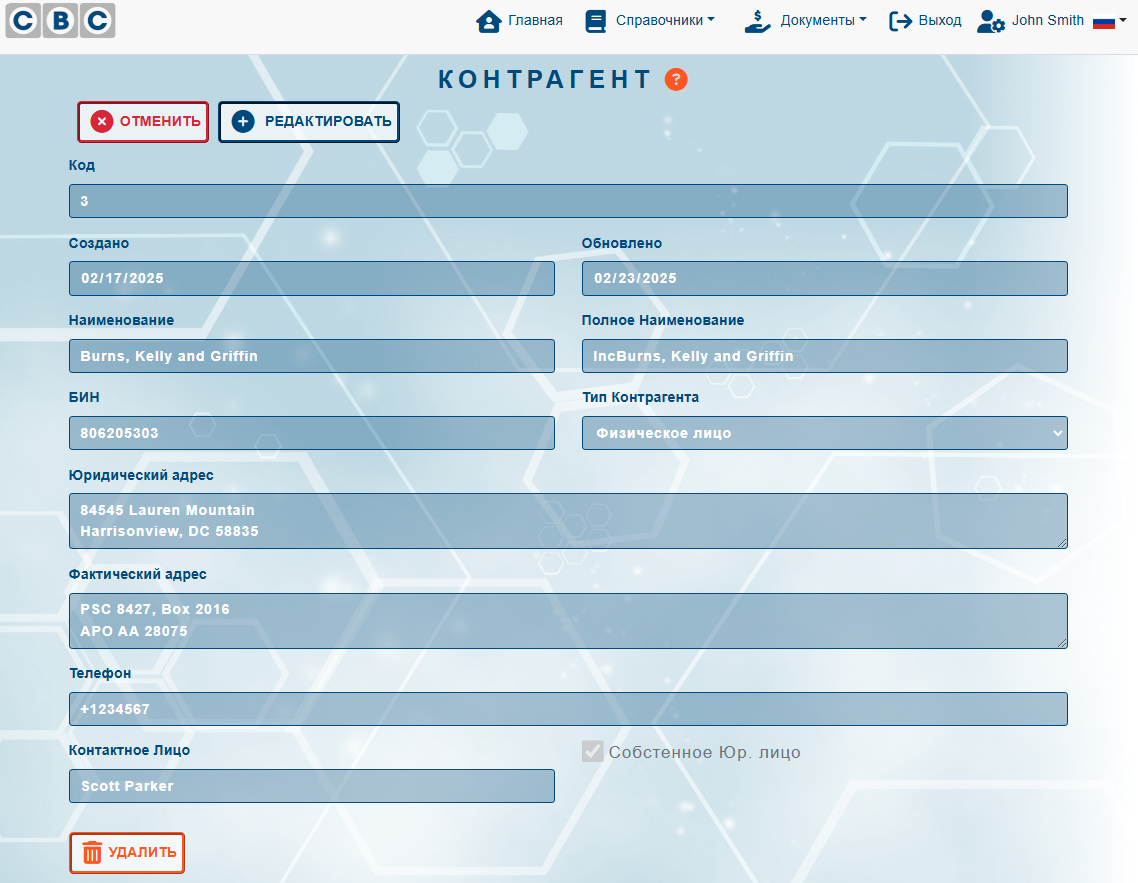 CBC Главная Справочники Документы Выход John Smith
КОНТРАГЕНТ ?
ОТМЕНИТЬ РЕДАКТИРОВАТЬ
Код
3
Создано Обновлено
02/17/2025 02/23/2025
Наименование Полное Наименование
Burns, Kelly and Griffin IncBurns, Kelly and Griffin
БИН Тип Контрагента
806205303 Физическое лицо
Юридический адрес
84545 Lauren Mountain
Harrisonview, DC 58835
Фактический адрес
PSC 8427, Box 2016
APO AA 28075
Телефон
+1234567
Контактное Лицо Собстенное Юр. лицо
Scott Parker
УДАЛИТЬ